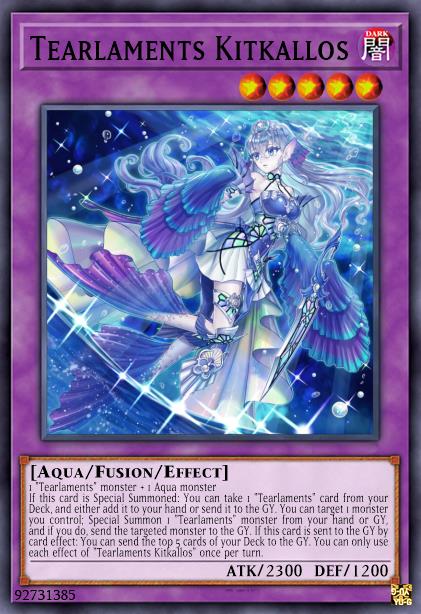 TEARLAMENTS KITKALLOS
DARK
闇
[AQUA/FUSION/EFFECT]
1 "Tearlaments" monster + 1 Aqua monster
If this card is Special Summoned: You can take 1 "Tearlaments" card from your
Deck, and either add it to your hand or send it to the GY. You can target 1 monster
you control; Special Summon 1 "Tearlaments" monster from your hand or GY,
and if you do, send the targeted monster to the GY. If this card is sent to the GY by
card effect: You can send the top 5 cards of your Deck to the GY. You can only use
each effect of "Tearlaments Kitkallos" once per turn.
ATK/2300 DEF/1200
92731385